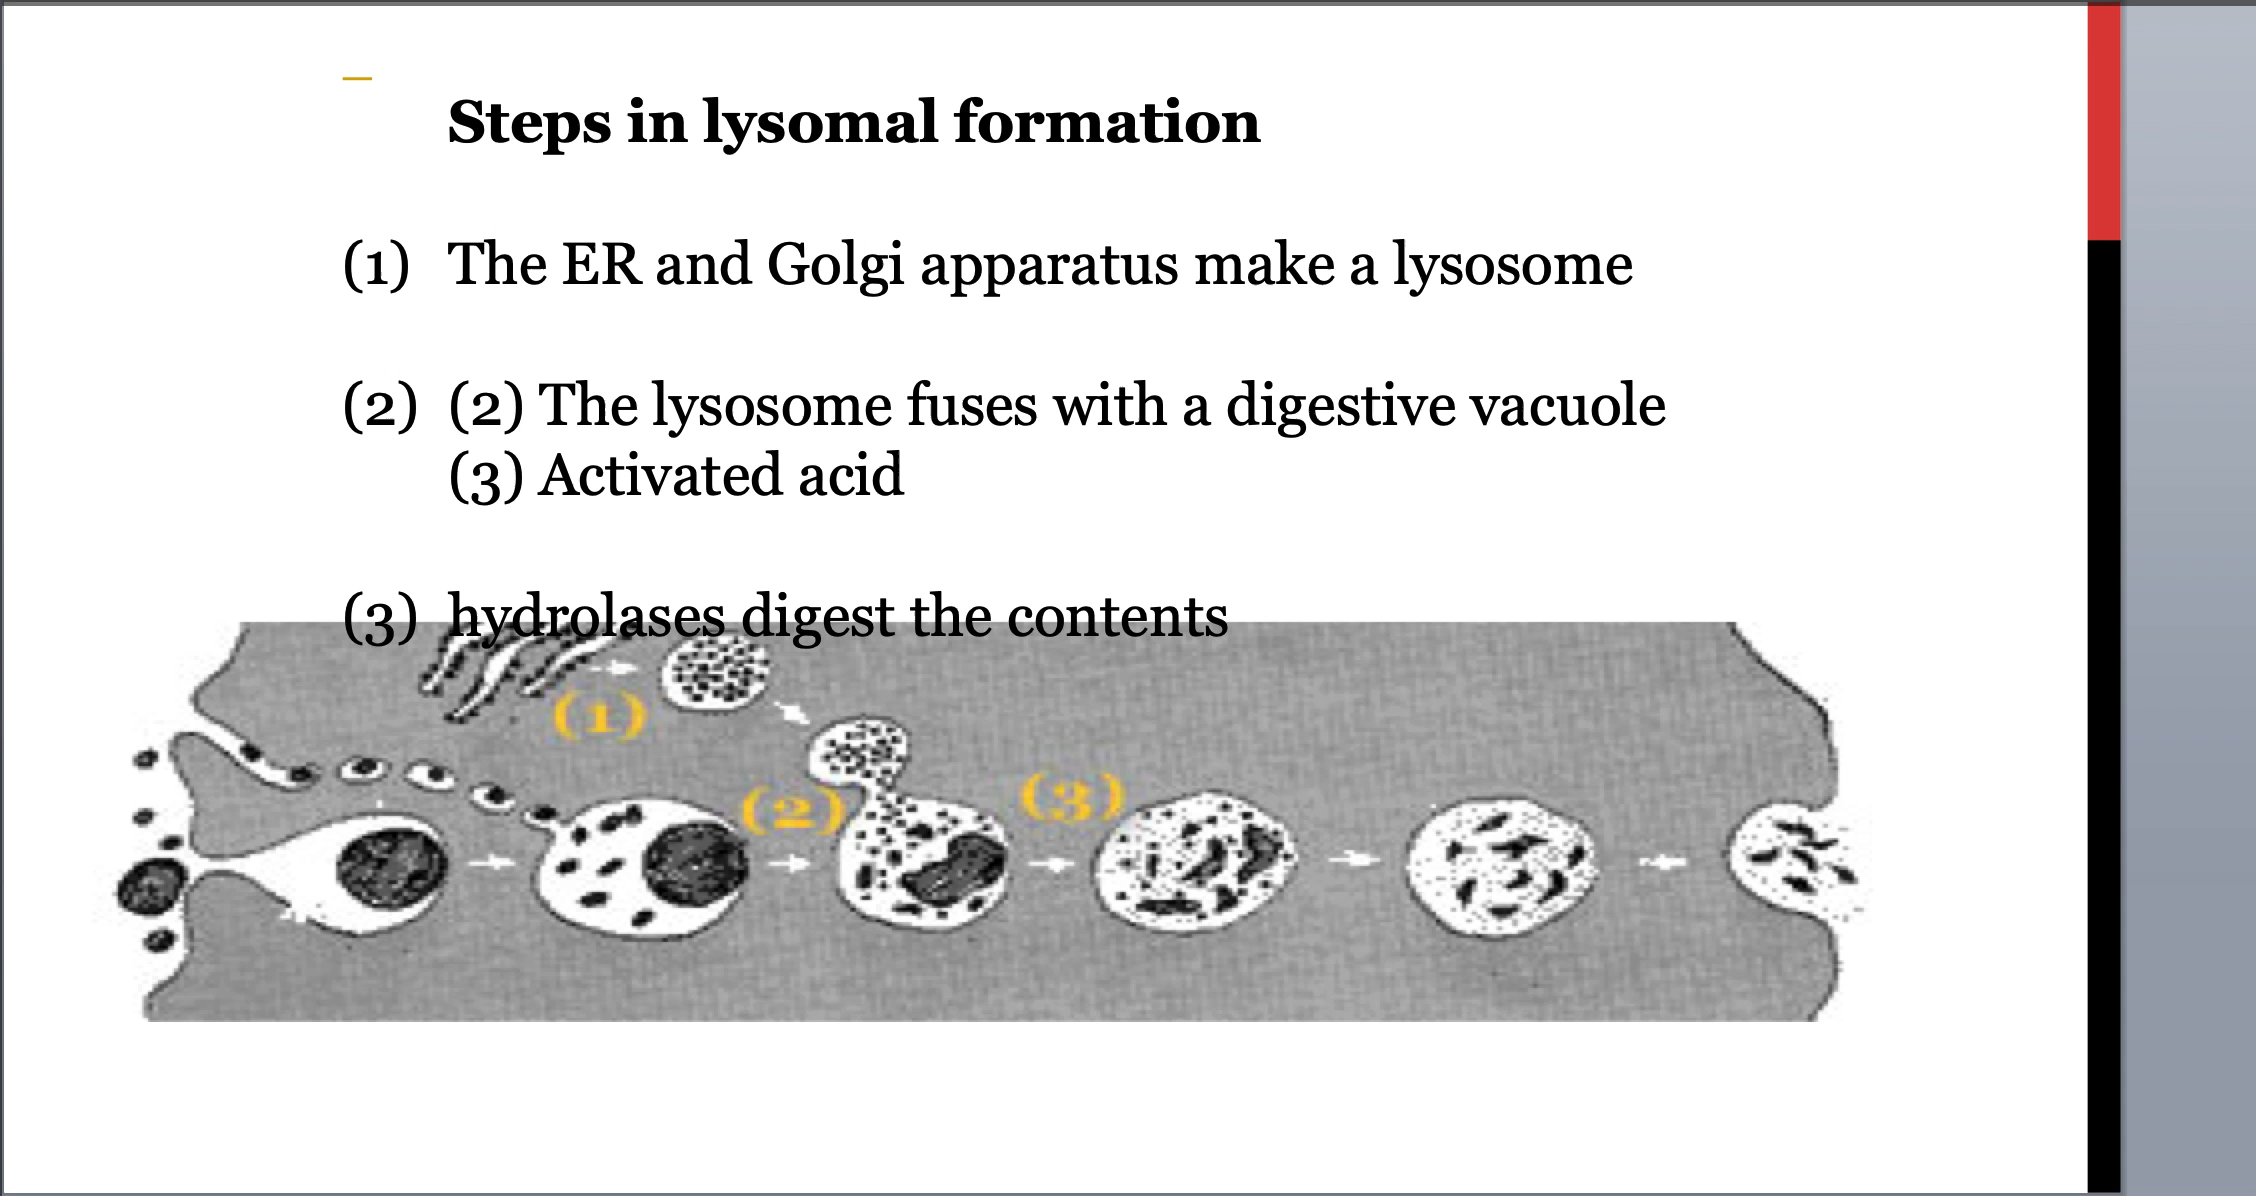 Steps in lysomal formation
(1) The ER and Golgi apparatus make a lysosome
(2) (2) The lysosome fuses with a digestive vacuole
(3) Activated acid
(3) hydrolases digest the contents
(1)
(2)
(3)